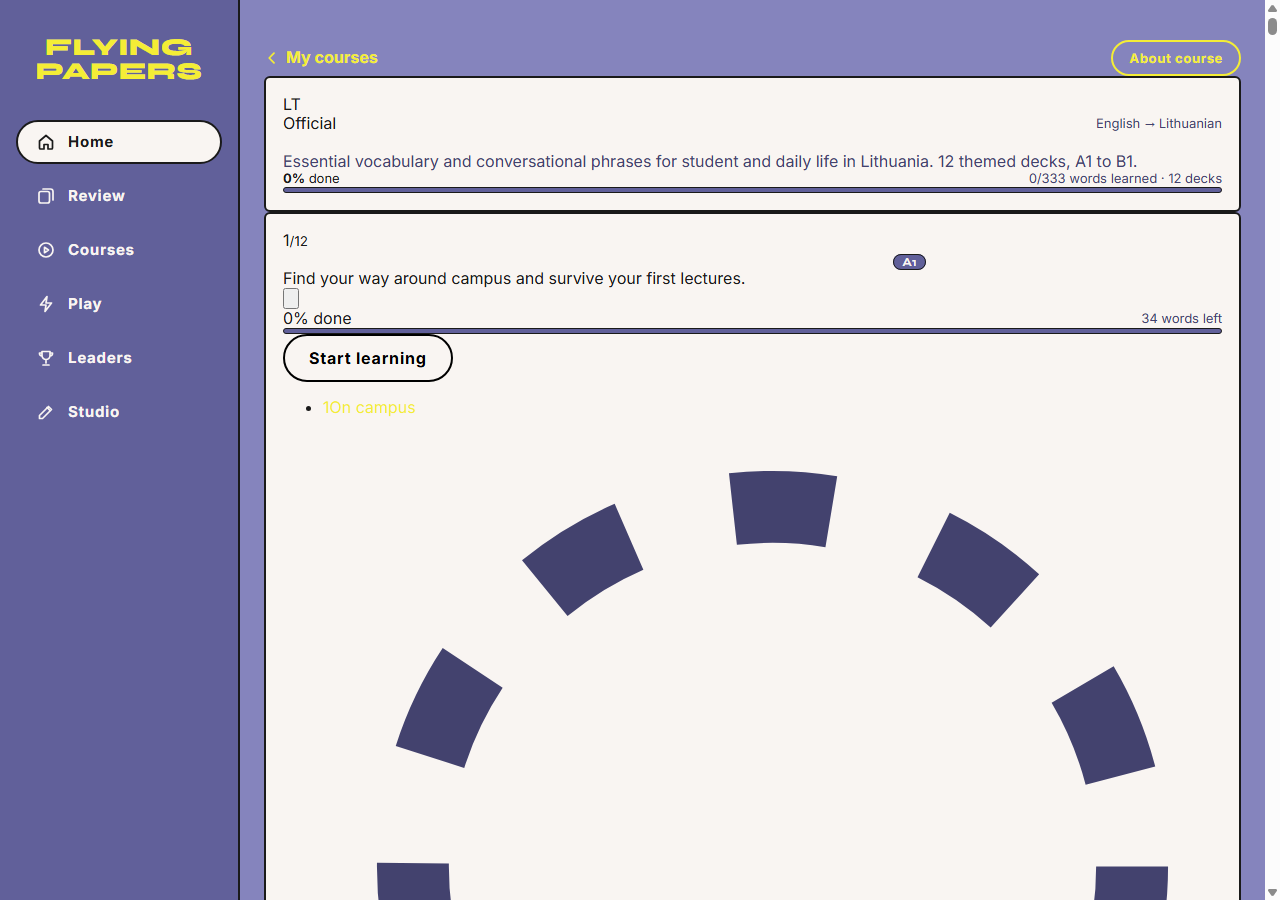 FLYING
PAPERS
Home
Review
Courses
Play
Leaders
Studio
My courses
About course
LT
Official
English → Lithuanian
Essential vocabulary and conversational phrases for student and daily life in Lithuania. 12 themed decks, A1 to B1.
0% done
0/333 words learned · 12 decks
1/12
A1
Find your way around campus and survive your first lectures.
0% done
34 words left
Start learning
1On campus